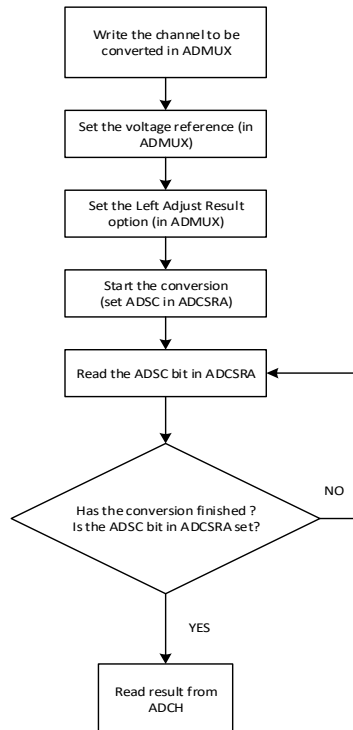 Write the channel to be
converted in ADMUX
Set the voltage reference (in
ADMUX)
Set the Left Adjust Result
option (in ADMUX)
Start the conversion
(set ADSC in ADCSRA)
Read the ADSC bit in ADCSRA
Has the conversion finished ?
Is the ADSC bit in ADCSRA set?
NO
YES
Read result from
ADCH